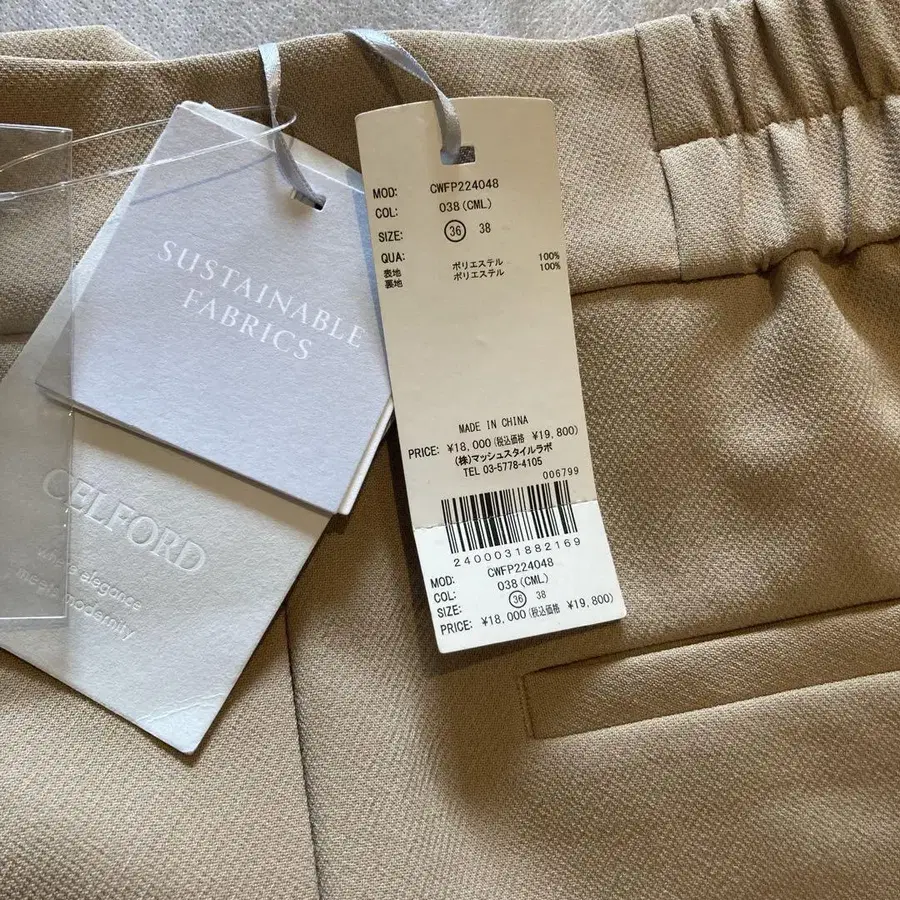 SUSTAINABLE
FABRICS
CELFORD
where elegance
meets modernity
MOD: CWFP224048
COL: 038(CML)
SIZE: 36 38
QUA:
表地 ポリエステル 100%
裏地 ポリエステル 100%
MADE IN CHINA
PRICE: ¥18,000(税込価格 ¥19,800)
(株)マッシュスタイルラボ
TEL 03-5778-4105
006799
2400031882169
MOD: CWFP224048
COL: 038(CML)
SIZE: 36 38
PRICE: ¥18,000(税込価格 ¥19,800)